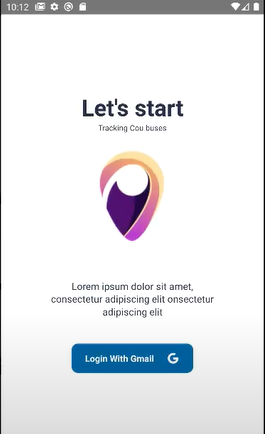 10:12
Let's start
Tracking Cou buses
Lorem ipsum dolor sit amet,
consectetur adipiscing elit onsectetur
adipiscing elit
Login With Gmail G